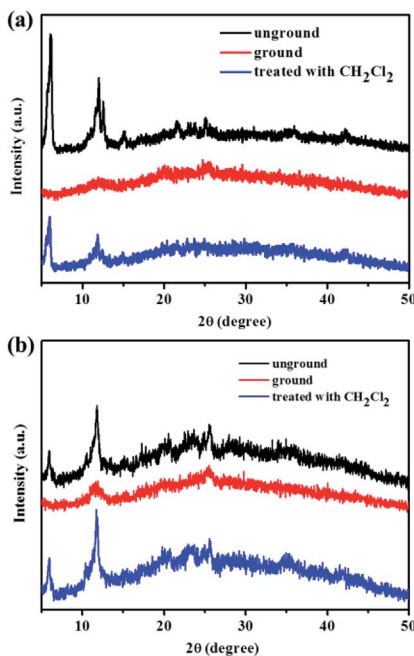 (a)
unground
ground
treated with CH2Cl2
Intensity (a.u.)
10 20 30 40 50
2θ (degree)
(b)
unground
ground
treated with CH2Cl2
Intensity (a.u.)
10 20 30 40 50
2θ (degree)